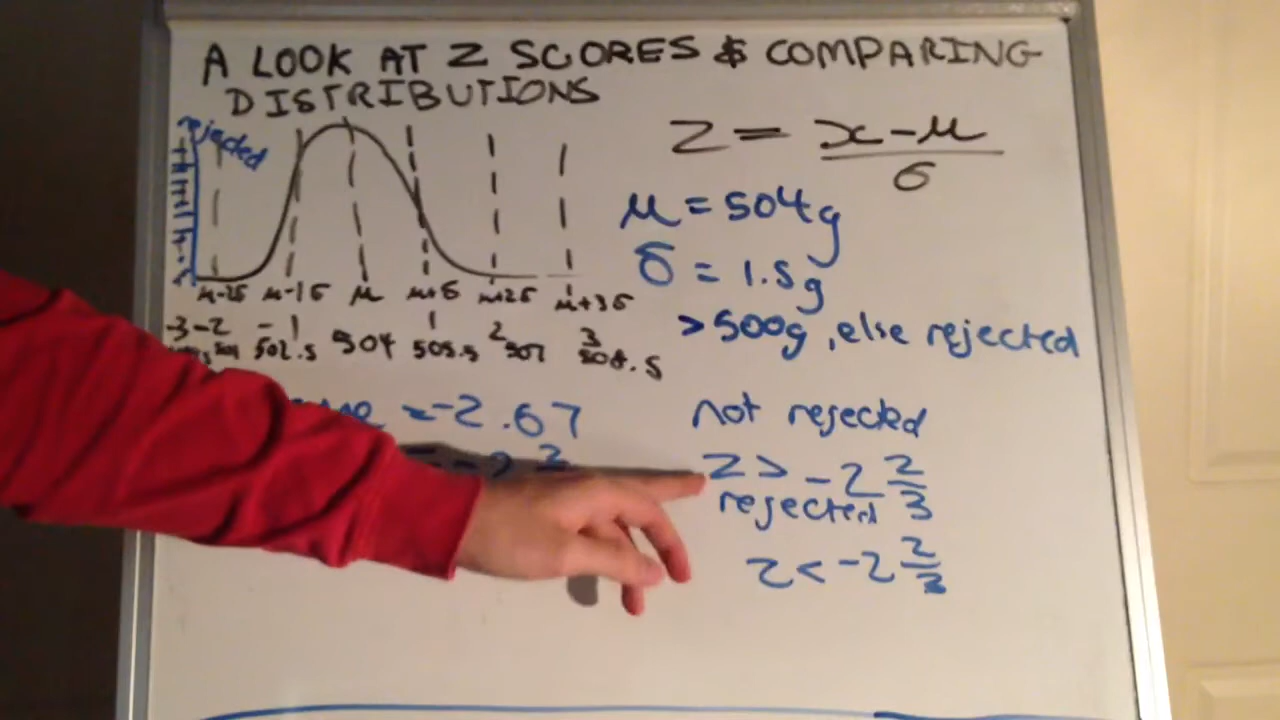 A LOOK AT Z SCORES & COMPARING
DISTRIBUTIONS
rejected
z = x - μ
σ
μ = 504g
σ = 1.5g
>500g, else rejected
μ-2σ μ-1σ μ μ+σ μ+2σ μ+3σ
-3 -2 -1 1 2 3
502.5 504 505.5 507 508.5
= -2.67
not rejected
z > -2 2/3
rejected
z < -2 2/3